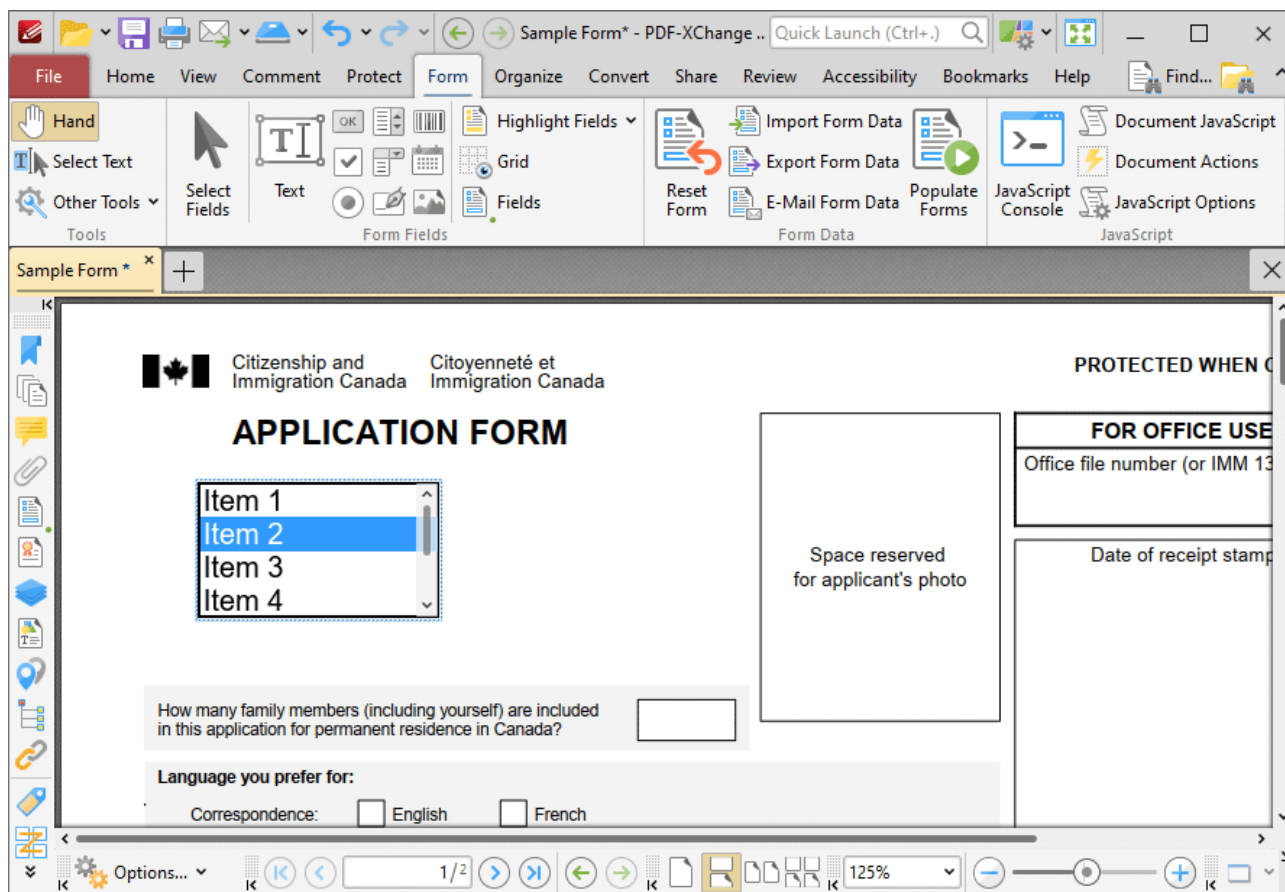 Sample Form* - PDF-XChange ..
Quick Launch (Ctrl+.)
File Home View Comment Protect Form Organize Convert Share Review Accessibility Bookmarks Help Find...
Hand
Select Text
Other Tools
Tools
Select
Fields
Text
OK
Highlight Fields
Grid
Fields
Form Fields
Reset
Form
Import Form Data
Export Form Data
E-Mail Form Data
Populate
Forms
Form Data
JavaScript
Console
Document JavaScript
Document Actions
JavaScript Options
JavaScript
Sample Form *
Citizenship and
Immigration Canada
Citoyenneté et
Immigration Canada
PROTECTED WHEN
APPLICATION FORM
FOR OFFICE USE
Office file number (or IMM 13
Item 1
Item 2
Item 3
Item 4
Space reserved
for applicant's photo
Date of receipt stamp
How many family members (including yourself) are included
in this application for permanent residence in Canada?
Language you prefer for:
Correspondence: English French
Options...
1/2
125%